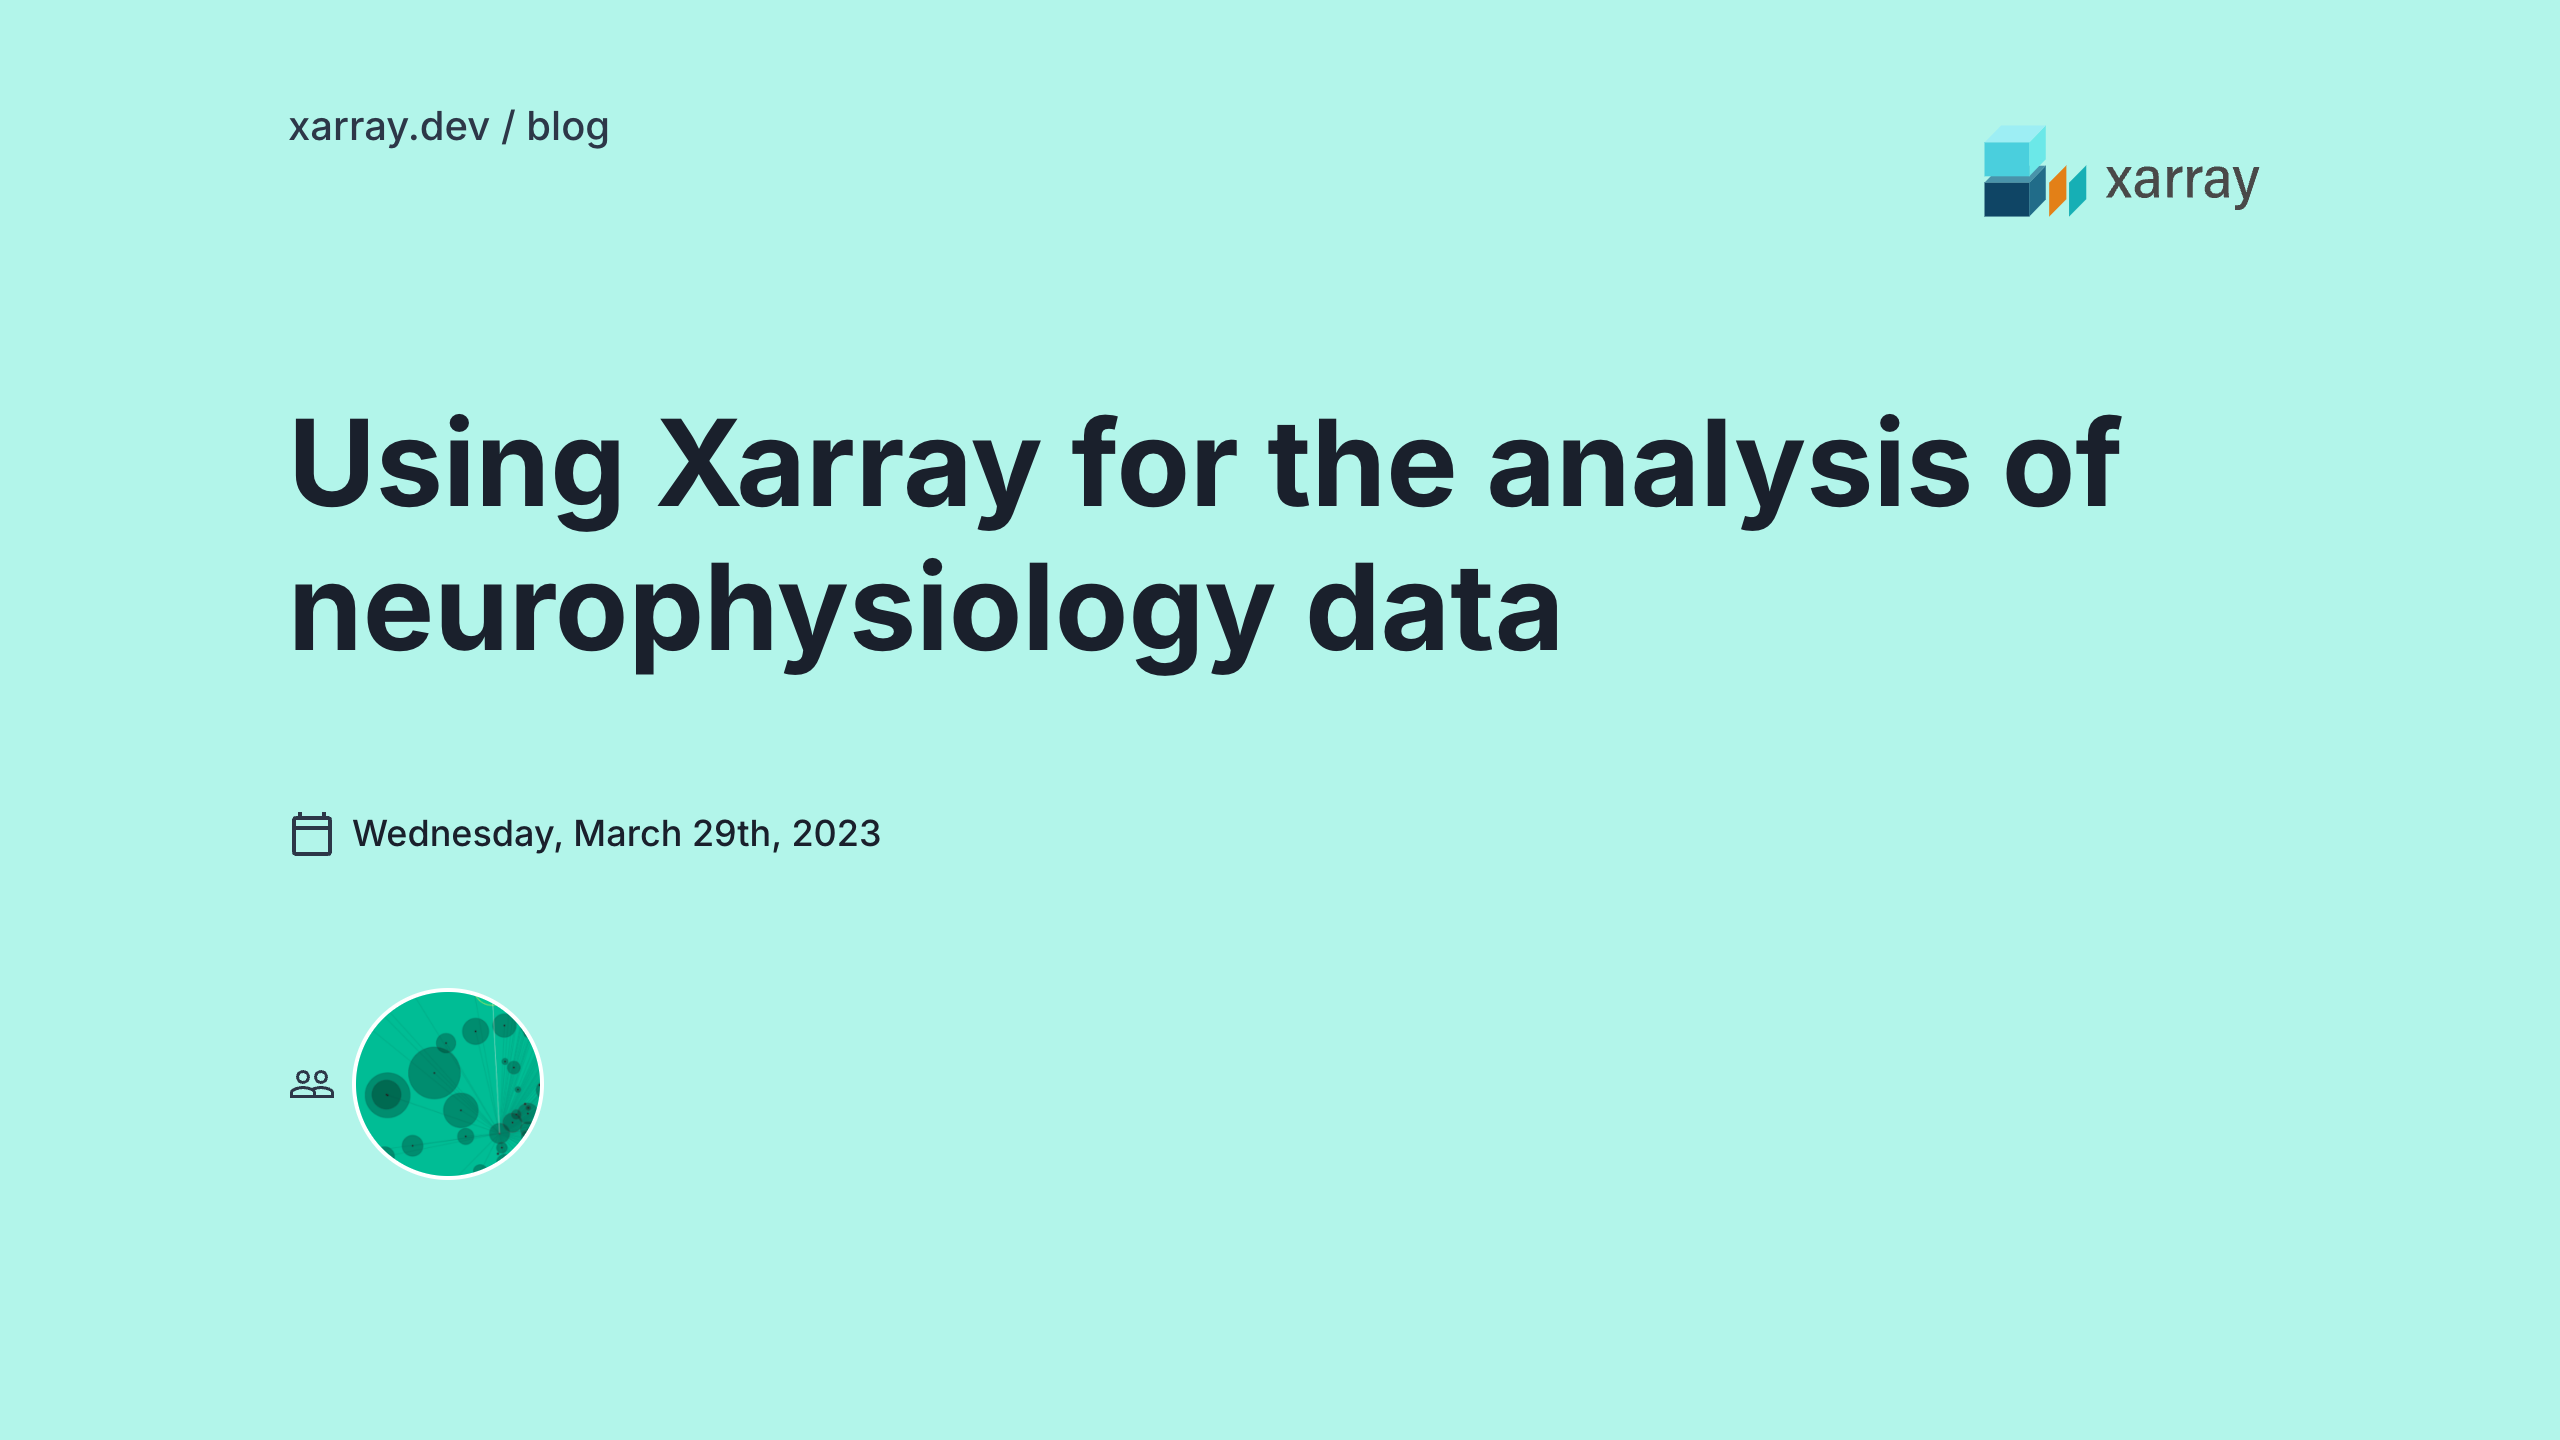 xarray.dev / blog
xarray
Using Xarray for the analysis of
neurophysiology data
Wednesday, March 29th, 2023